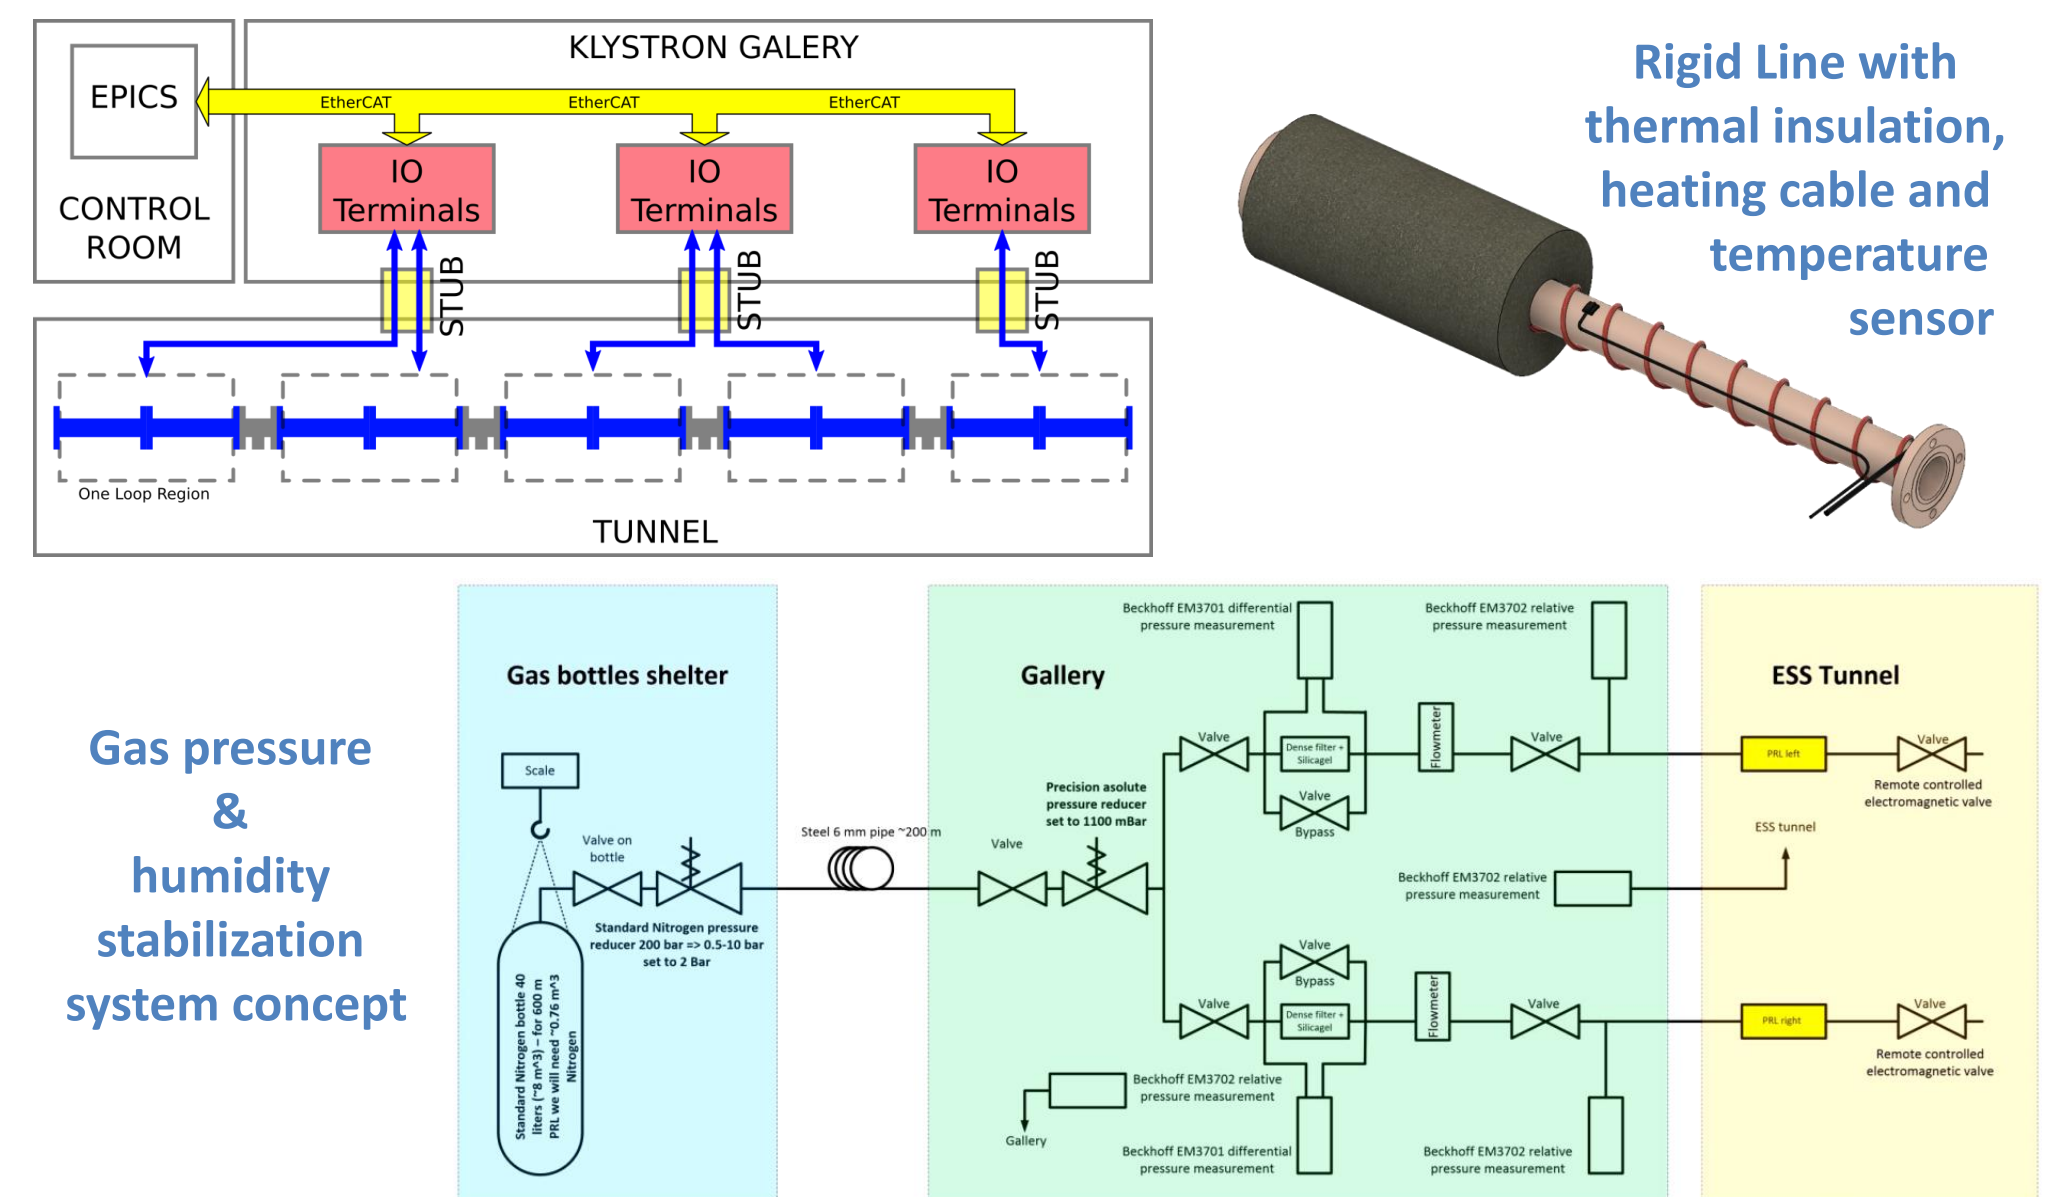 KLYSTRON GALERY
EPICS
EtherCAT
EtherCAT
EtherCAT
CONTROL
ROOM
IO
Terminals
IO
Terminals
IO
Terminals
STUB
STUB
STUB
One Loop Region
TUNNEL
Rigid Line with
thermal insulation,
heating cable and
temperature
sensor
Gas pressure
&
humidity
stabilization
system concept
Gas bottles shelter
Scale
Valve on
bottle
Standard Nitrogen pressure
reducer 200 bar => 0.5-10 bar
set to 2 Bar
Standard Nitrogen bottle 40
liters (~8 m^3) – for 600 m
PRL we will need ~0.76 m^3
Nitrogen
Steel 6 mm pipe ~200 m
Gallery
Valve
Precision asolute
pressure reducer
set to 1100 mBar
Beckhoff EM3701 differential
pressure measurement
Beckhoff EM3702 relative
pressure measurement
Valve
Dense filter +
Silicagel
Valve
Bypass
Flowmeter
Valve
Beckhoff EM3702 relative
pressure measurement
Valve
Bypass
Valve
Dense filter +
Silicagel
Flowmeter
Valve
Beckhoff EM3702 relative
pressure measurement
Gallery
Beckhoff EM3701 differential
pressure measurement
Beckhoff EM3702 relative
pressure measurement
ESS Tunnel
PRL left
Valve
Remote controlled
electromagnetic valve
ESS tunnel
PRL right
Valve
Remote controlled
electromagnetic valve